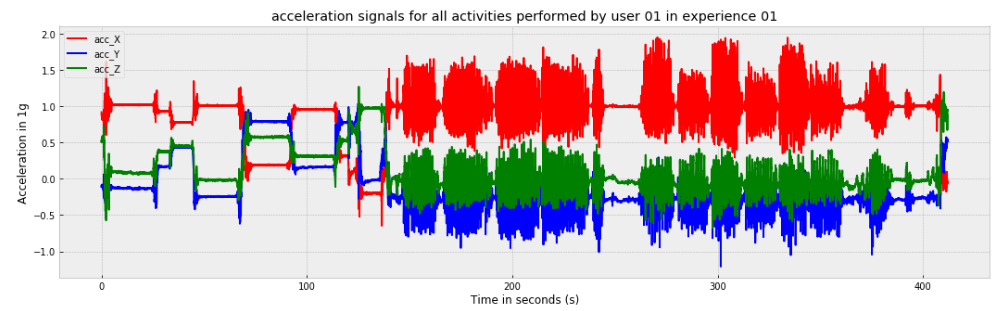 acceleration signals for all activities performed by user 01 in experience 01
acc_X
acc_Y
acc_Z
2.0
1.5
1.0
0.5
0.0
−0.5
−1.0
Acceleration in 1g
0 100 200 300 400
Time in seconds (s)